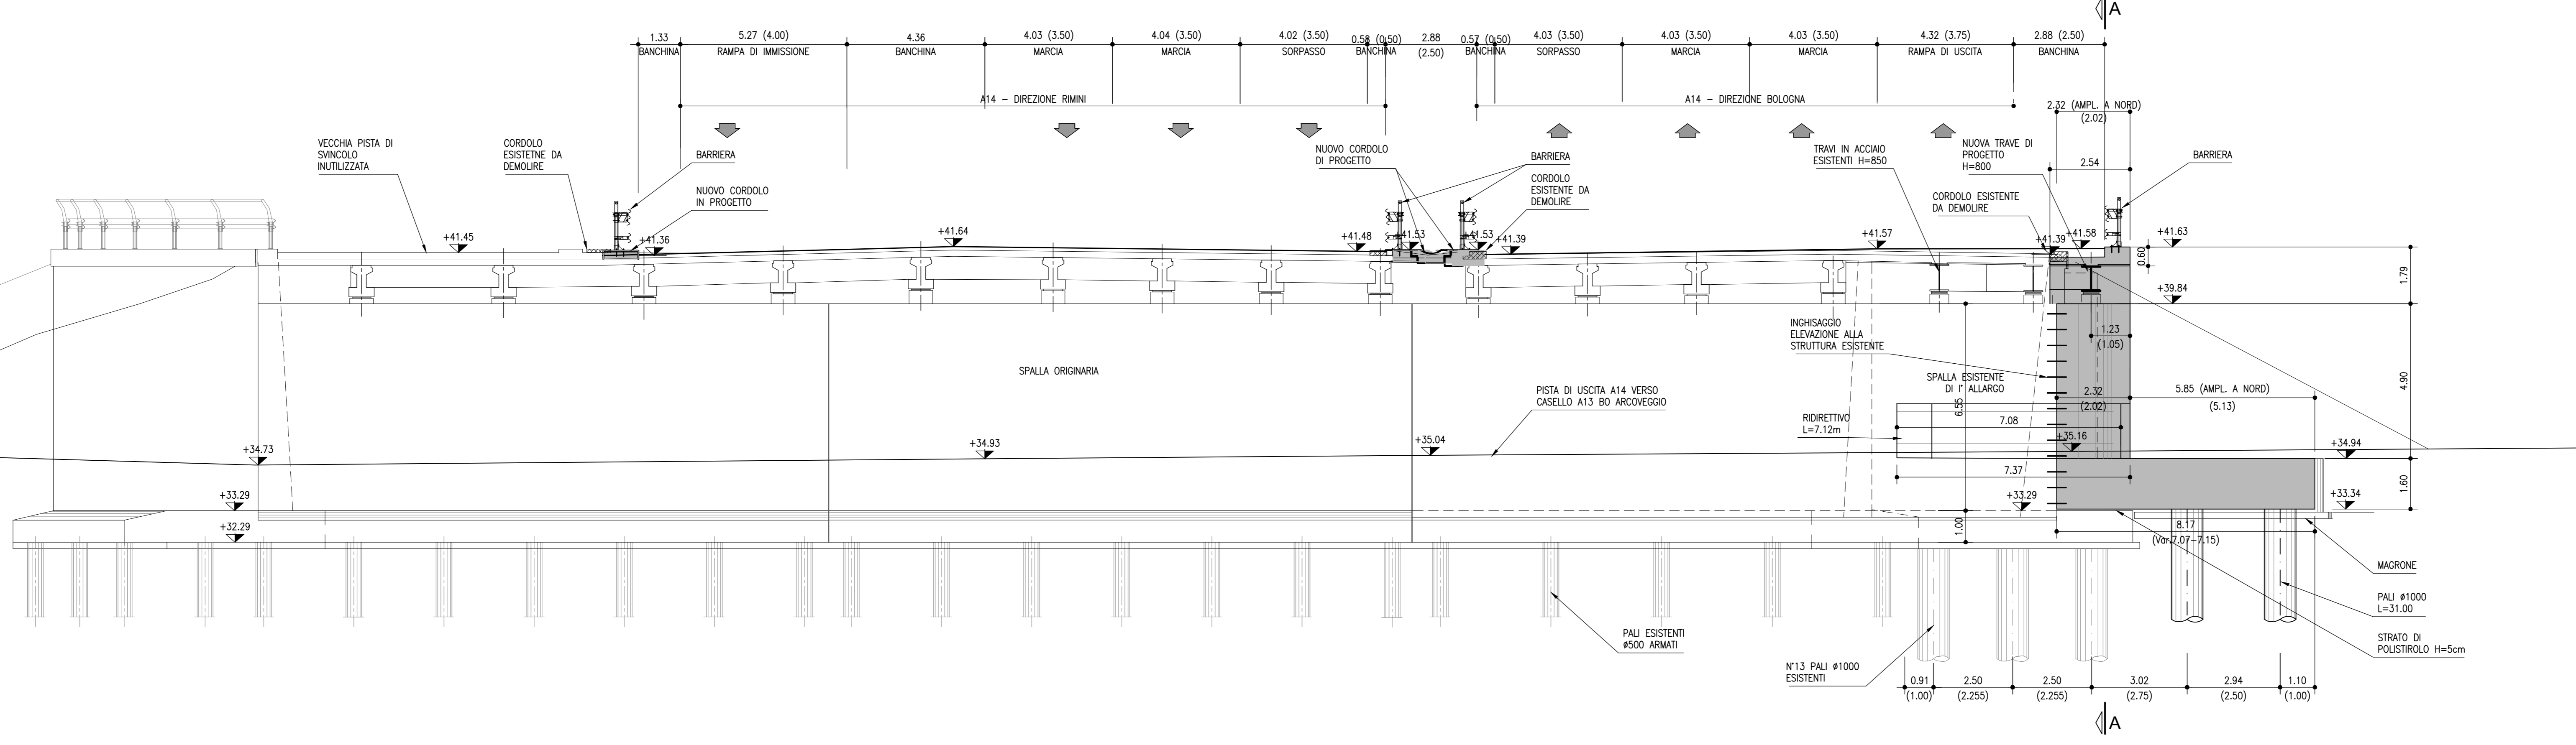 A
1.33
5.27 (4.00)
4.36
4.03 (3.50)
4.04 (3.50)
4.02 (3.50)
0.58 (0.50)
2.88
0.57 (0.50)
4.03 (3.50)
4.03 (3.50)
4.03 (3.50)
4.32 (3.75)
2.88 (2.50)
BANCHINA
RAMPA DI IMMISSIONE
BANCHINA
MARCIA
MARCIA
SORPASSO
BANCHINA
(2.50)
BANCHINA
SORPASSO
MARCIA
MARCIA
RAMPA DI USCITA
BANCHINA
A14 – DIREZIONE RIMINI
A14 – DIREZIONE BOLOGNA
2.32 (AMPL. A NORD)
(2.02)
VECCHIA PISTA DI
SVINCOLO
INUTILIZZATA
CORDOLO
ESISTETNE DA
DEMOLIRE
BARRIERA
NUOVO CORDOLO
IN PROGETTO
NUOVO CORDOLO
DI PROGETTO
BARRIERA
CORDOLO
ESISTENTE DA
DEMOLIRE
TRAVI IN ACCIAIO
ESISTENTI H=850
NUOVA TRAVE DI
PROGETTO
H=800
2.54
BARRIERA
CORDOLO ESISTENTE
DA DEMOLIRE
+41.45
+41.36
+41.64
+41.48
+41.53
+41.53
+41.39
+41.57
+41.39
+41.58
+41.63
0.60
1.79
+39.84
INGHISAGGIO
ELEVAZIONE ALLA
STRUTTURA ESISTENTE
1.23
(1.05)
SPALLA ORIGINARIA
PISTA DI USCITA A14 VERSO
CASELLO A13 BO ARCOVEGGIO
SPALLA ESISTENTE
DI I° ALLARGO
4.90
6.55
2.32
(2.02)
5.85 (AMPL. A NORD)
(5.13)
RIDIRETTIVO
L=7.12m
7.08
+34.73
+34.93
+35.04
+35.16
+34.94
7.37
1.60
+33.29
+33.29
+33.34
+32.29
1.00
8.17
(Var.7.07–7.15)
MAGRONE
PALI ø1000
L=31.00
PALI ESISTENTI
ø500 ARMATI
STRATO DI
POLISTIROLO H=5cm
N°13 PALI ø1000
ESISTENTI
0.91
2.50
2.50
3.02
2.94
1.10
(1.00)
(2.255)
(2.255)
(2.75)
(2.50)
(1.00)
A